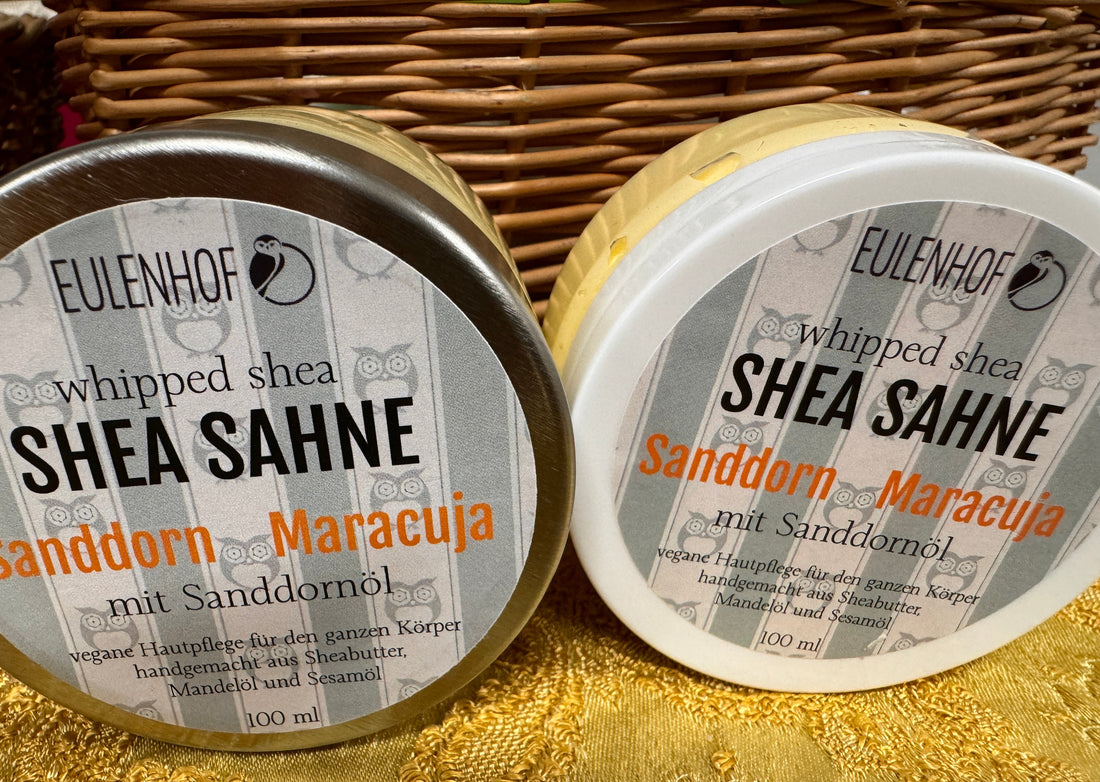 EULENHOF
whipped shea
SHEA SAHNE
Sanddorn Maracuja
mit Sanddornöl
vegane Hautpflege für den ganzen Körper
handgemacht aus Sheabutter,
Mandelöl und Sesamöl
100 ml
EULENHOF
whipped shea
SHEA SAHNE
Sanddorn Maracuja
mit Sanddornöl
vegane Hautpflege für den ganzen Körper
handgemacht aus Sheabutter,
Mandelöl und Sesamöl
100 ml